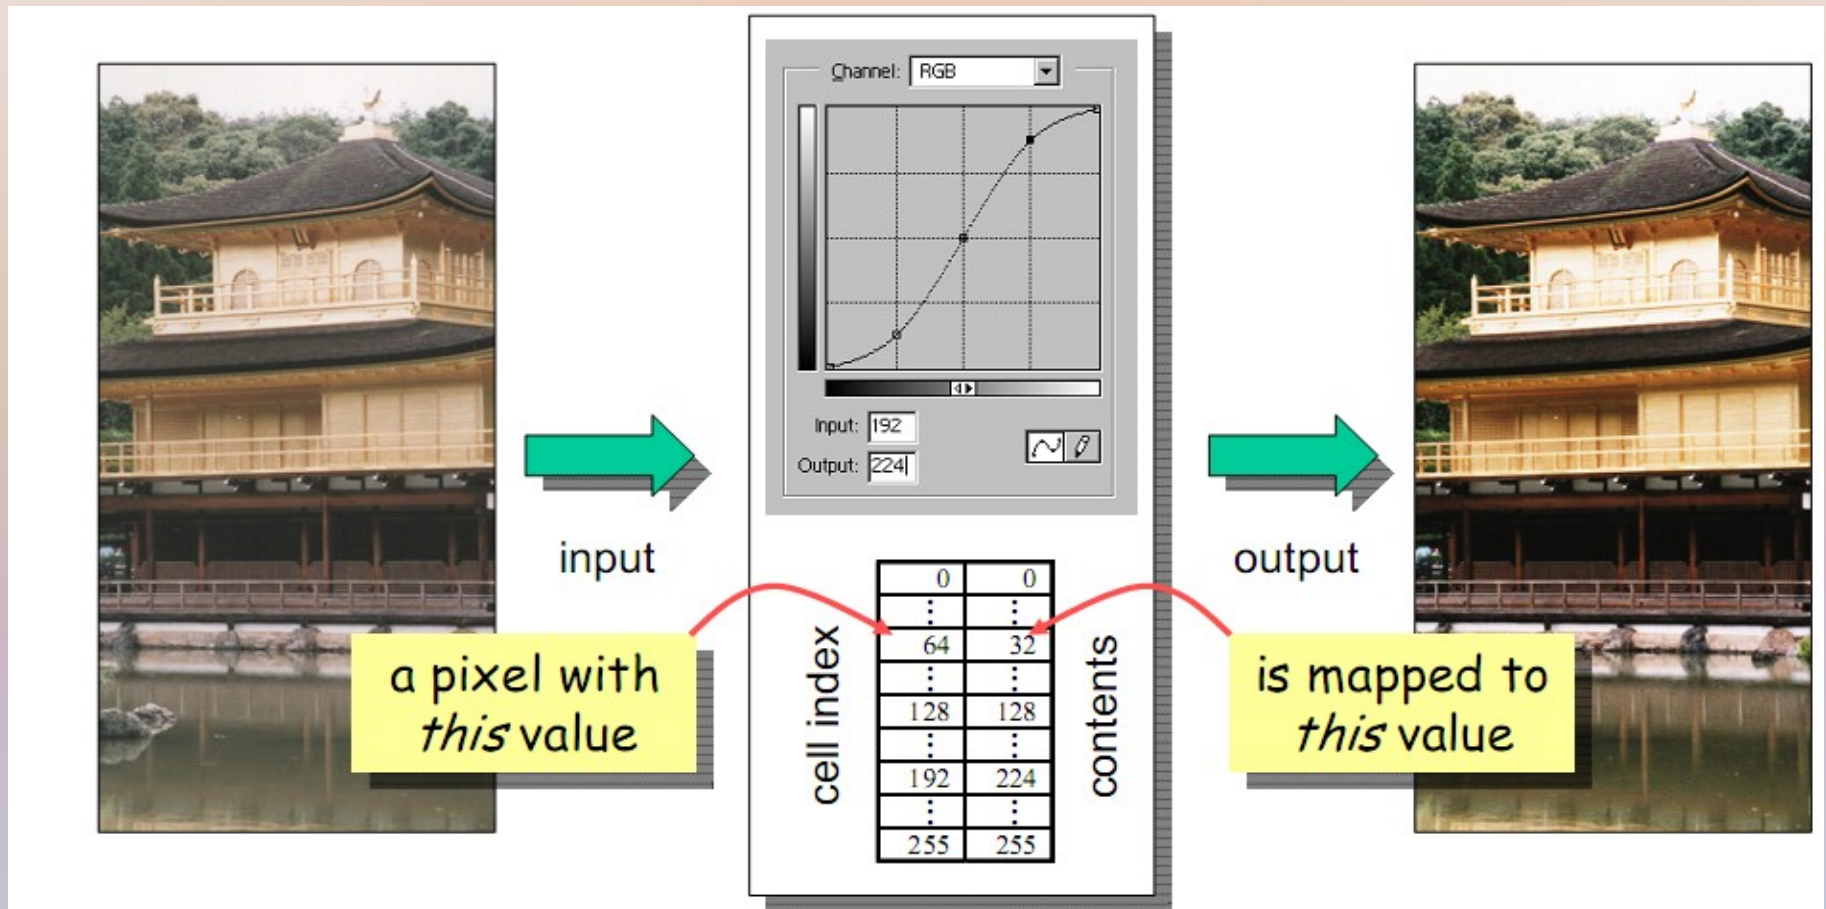 Channel: RGB
Input: 192
Output: 224
input
output
a pixel with
this value
cell index
0 0
64 32
128 128
192 224
255 255
contents
is mapped to
this value